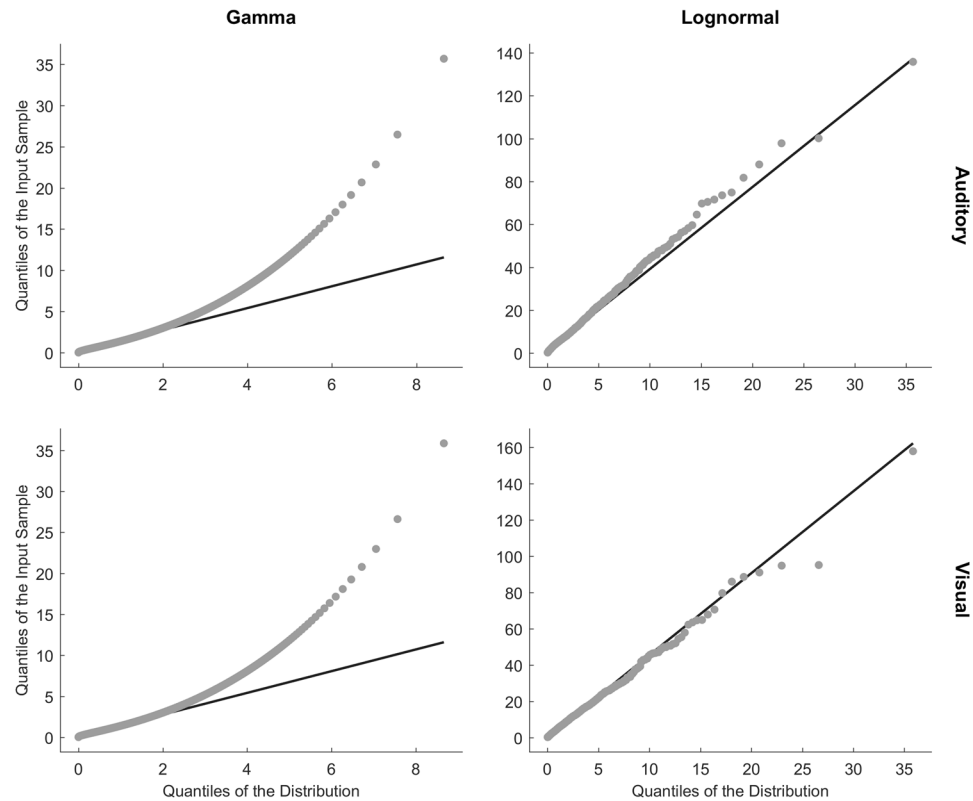 Gamma
Lognormal
Quantiles of the Input Sample
35
30
25
20
15
10
5
0
0 2 4 6 8
140
120
100
80
60
40
20
0
0 5 10 15 20 25 30 35
Auditory
Quantiles of the Input Sample
35
30
25
20
15
10
5
0
0 2 4 6 8
Quantiles of the Distribution
160
140
120
100
80
60
40
20
0
0 5 10 15 20 25 30 35
Quantiles of the Distribution
Visual